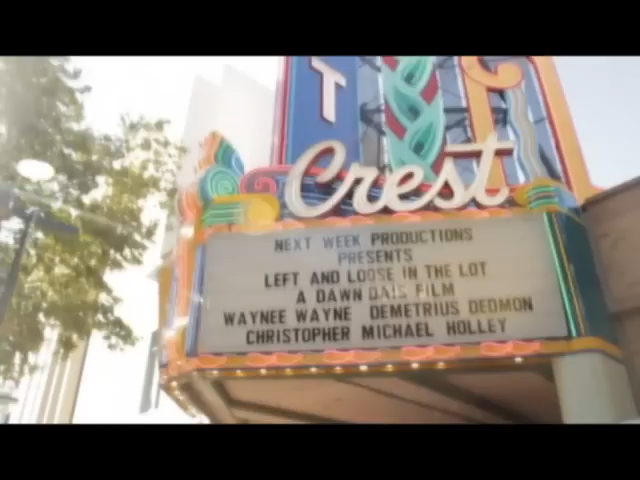 T
Crest
NEXT WEEK PRODUCTIONS
PRESENTS
LEFT AND LOOSE IN THE LOT
A DAWN DAIS FILM
WAYNEE WAYNE DEMETRIUS DEDMON
CHRISTOPHER MICHAEL HOLLEY